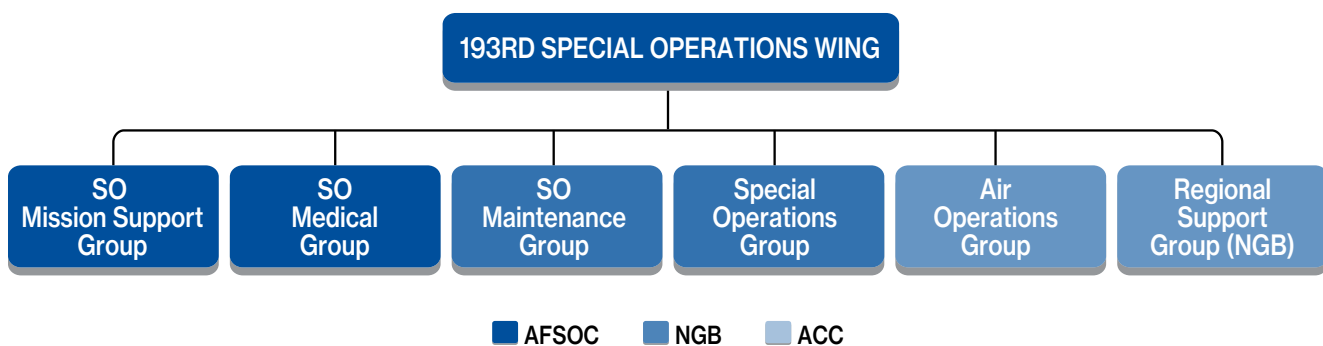 193RD SPECIAL OPERATIONS WING
SO
Mission Support
Group
SO
Medical
Group
SO
Maintenance
Group
Special
Operations
Group
Air
Operations
Group
Regional
Support
Group (NGB)
AFSOC NGB ACC